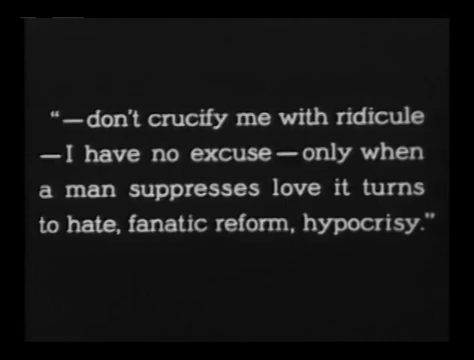 “—don't crucify me with ridicule
—I have no excuse—only when
a man suppresses love it turns
to hate, fanatic reform, hypocrisy.”